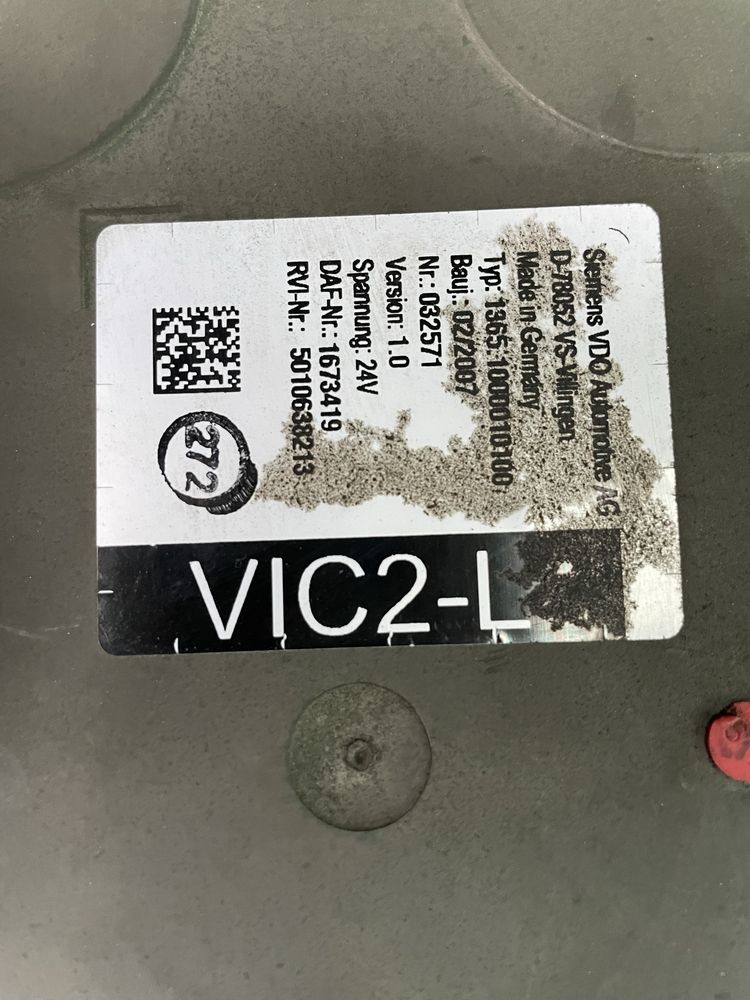 Siemens VDO Automotive AG
D-78052 VS-Villingen
Made in Germany
Typ: 1365.1000010100
Bauj.: 02/2007
Nr.: 032571
Version: 1.0
Spannung: 24V
DAF-Nr.: 1673419
RVI-Nr.: 5010638213
272
VIC2-L